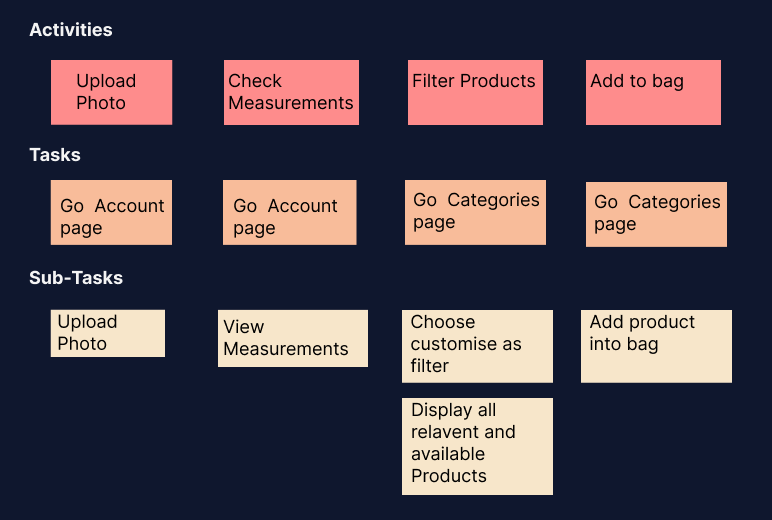 Activities
Upload
Photo
Check
Measurements
Filter Products
Add to bag
Tasks
Go  Account
page
Go  Account
page
Go  Categories
page
Go  Categories
page
Sub-Tasks
Upload
Photo
View
Measurements
Choose
customise as
filter
Display all
relavent and
available
Products
Add product
into bag